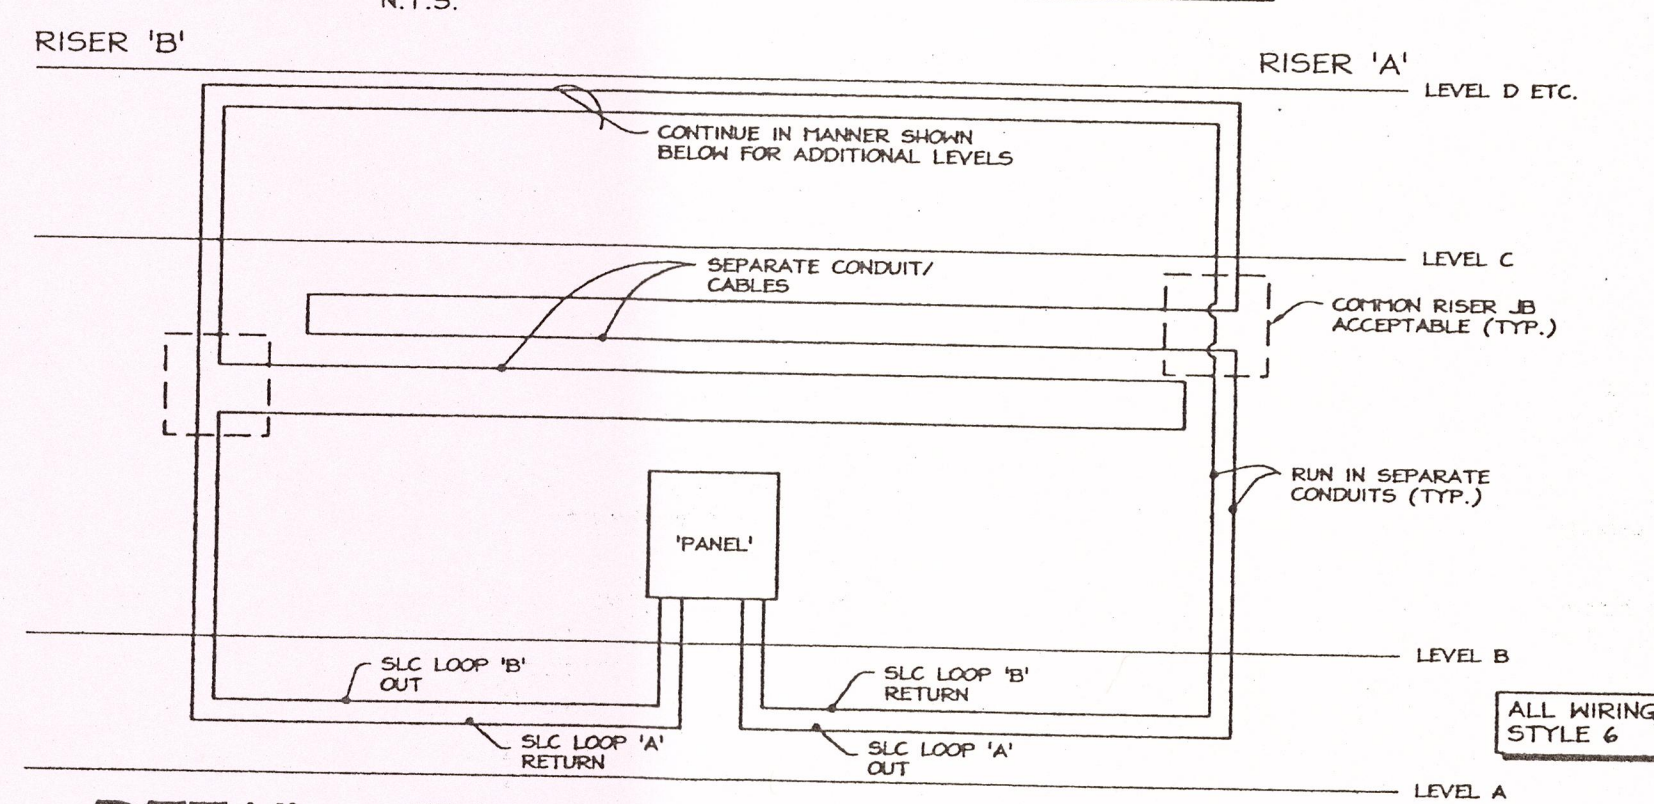 N.T.S.
RISER 'B'
RISER 'A'
LEVEL D ETC.
CONTINUE IN MANNER SHOWN
BELOW FOR ADDITIONAL LEVELS
LEVEL C
SEPARATE CONDUIT/
CABLES
COMMON RISER JB
ACCEPTABLE (TYP.)
RUN IN SEPARATE
CONDUITS (TYP.)
'PANEL'
LEVEL B
SLC LOOP 'B'
OUT
SLC LOOP 'B'
RETURN
ALL WIRING
STYLE 6
SLC LOOP 'A'
RETURN
SLC LOOP 'A'
OUT
LEVEL A